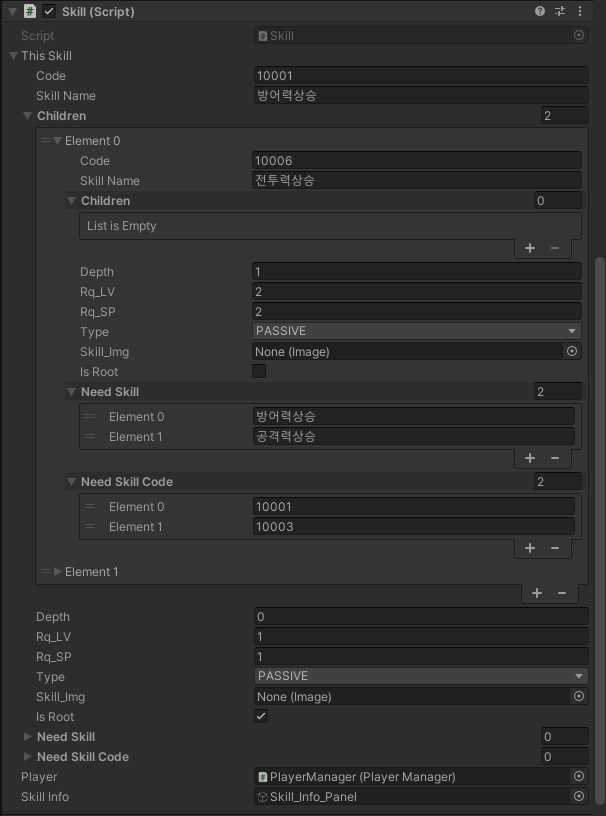 Skill (Script)
Script Skill
This Skill
Code 10001
Skill Name 방어력상승
Children 2
Element 0
Code 10006
Skill Name 전투력상승
Children 0
List is Empty
Depth 1
Rq_LV 2
Rq_SP 2
Type PASSIVE
Skill_Img None (Image)
Is Root
Need Skill 2
Element 0 방어력상승
Element 1 공격력상승
Need Skill Code 2
Element 0 10001
Element 1 10003
Element 1
Depth 0
Rq_LV 1
Rq_SP 1
Type PASSIVE
Skill_Img None (Image)
Is Root
Need Skill 0
Need Skill Code 0
Player PlayerManager (Player Manager)
Skill Info Skill_Info_Panel